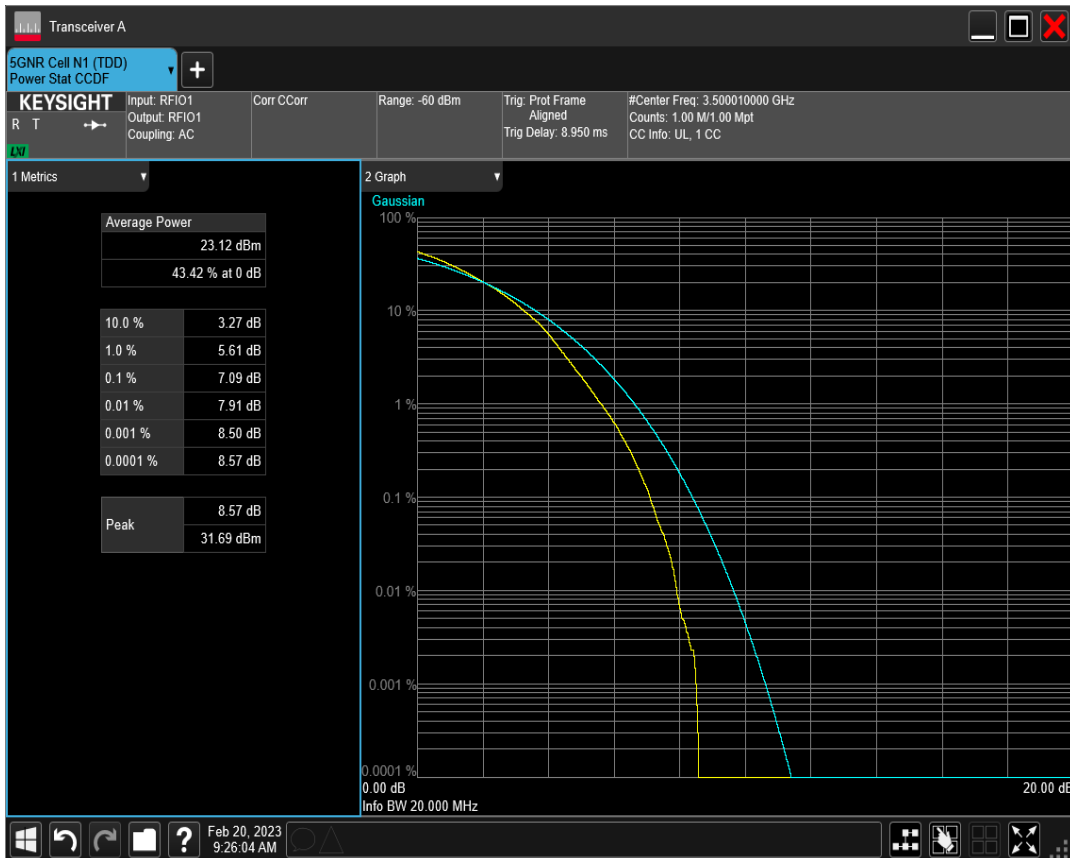 Transceiver A
5GNR Cell N1 (TDD)
Power Stat CCDF
+
KEYSIGHT
R T
LXI
Input: RFIO1
Output: RFIO1
Coupling: AC
Corr CCorr
Range: -60 dBm
Trig: Prot Frame
Aligned
Trig Delay: 8.950 ms
#Center Freq: 3.500010000 GHz
Counts: 1.00 M/1.00 Mpt
CC Info: UL, 1 CC
1 Metrics
Average Power
23.12 dBm
43.42 % at 0 dB
10.0 % 3.27 dB
1.0 % 5.61 dB
0.1 % 7.09 dB
0.01 % 7.91 dB
0.001 % 8.50 dB
0.0001 % 8.57 dB
Peak
8.57 dB
31.69 dBm
2 Graph
Gaussian
100 %
10 %
1 %
0.1 %
0.01 %
0.001 %
0.0001 %
0.00 dB 20.00 dB
Info BW 20.000 MHz
?
Feb 20, 2023
9:26:04 AM